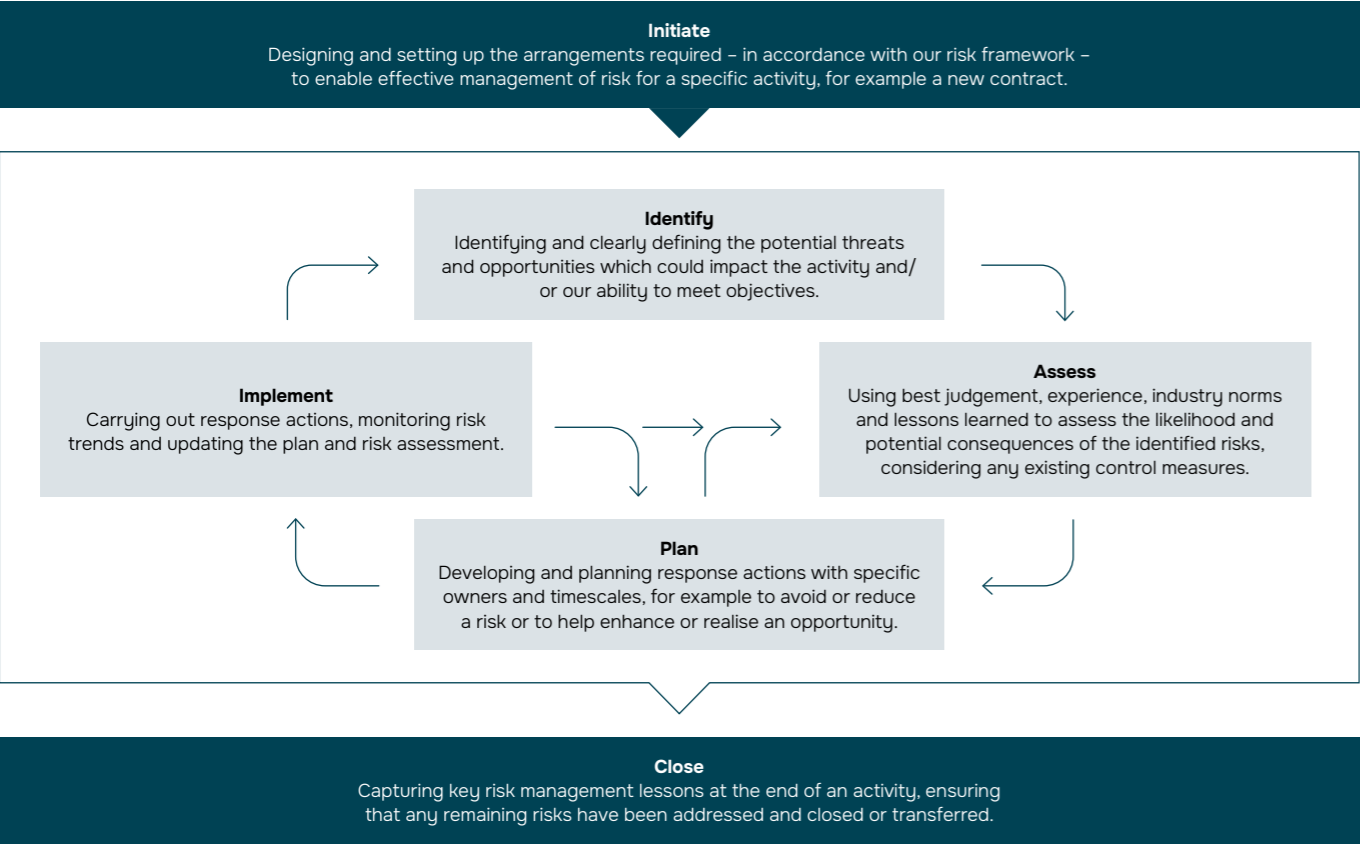 Initiate
Designing and setting up the arrangements required – in accordance with our risk framework –
to enable effective management of risk for a specific activity, for example a new contract.
Identify
Identifying and clearly defining the potential threats
and opportunities which could impact the activity and/
or our ability to meet objectives.
Implement
Carrying out response actions, monitoring risk
trends and updating the plan and risk assessment.
Assess
Using best judgement, experience, industry norms
and lessons learned to assess the likelihood and
potential consequences of the identified risks,
considering any existing control measures.
Plan
Developing and planning response actions with specific
owners and timescales, for example to avoid or reduce
a risk or to help enhance or realise an opportunity.
Close
Capturing key risk management lessons at the end of an activity, ensuring
that any remaining risks have been addressed and closed or transferred.